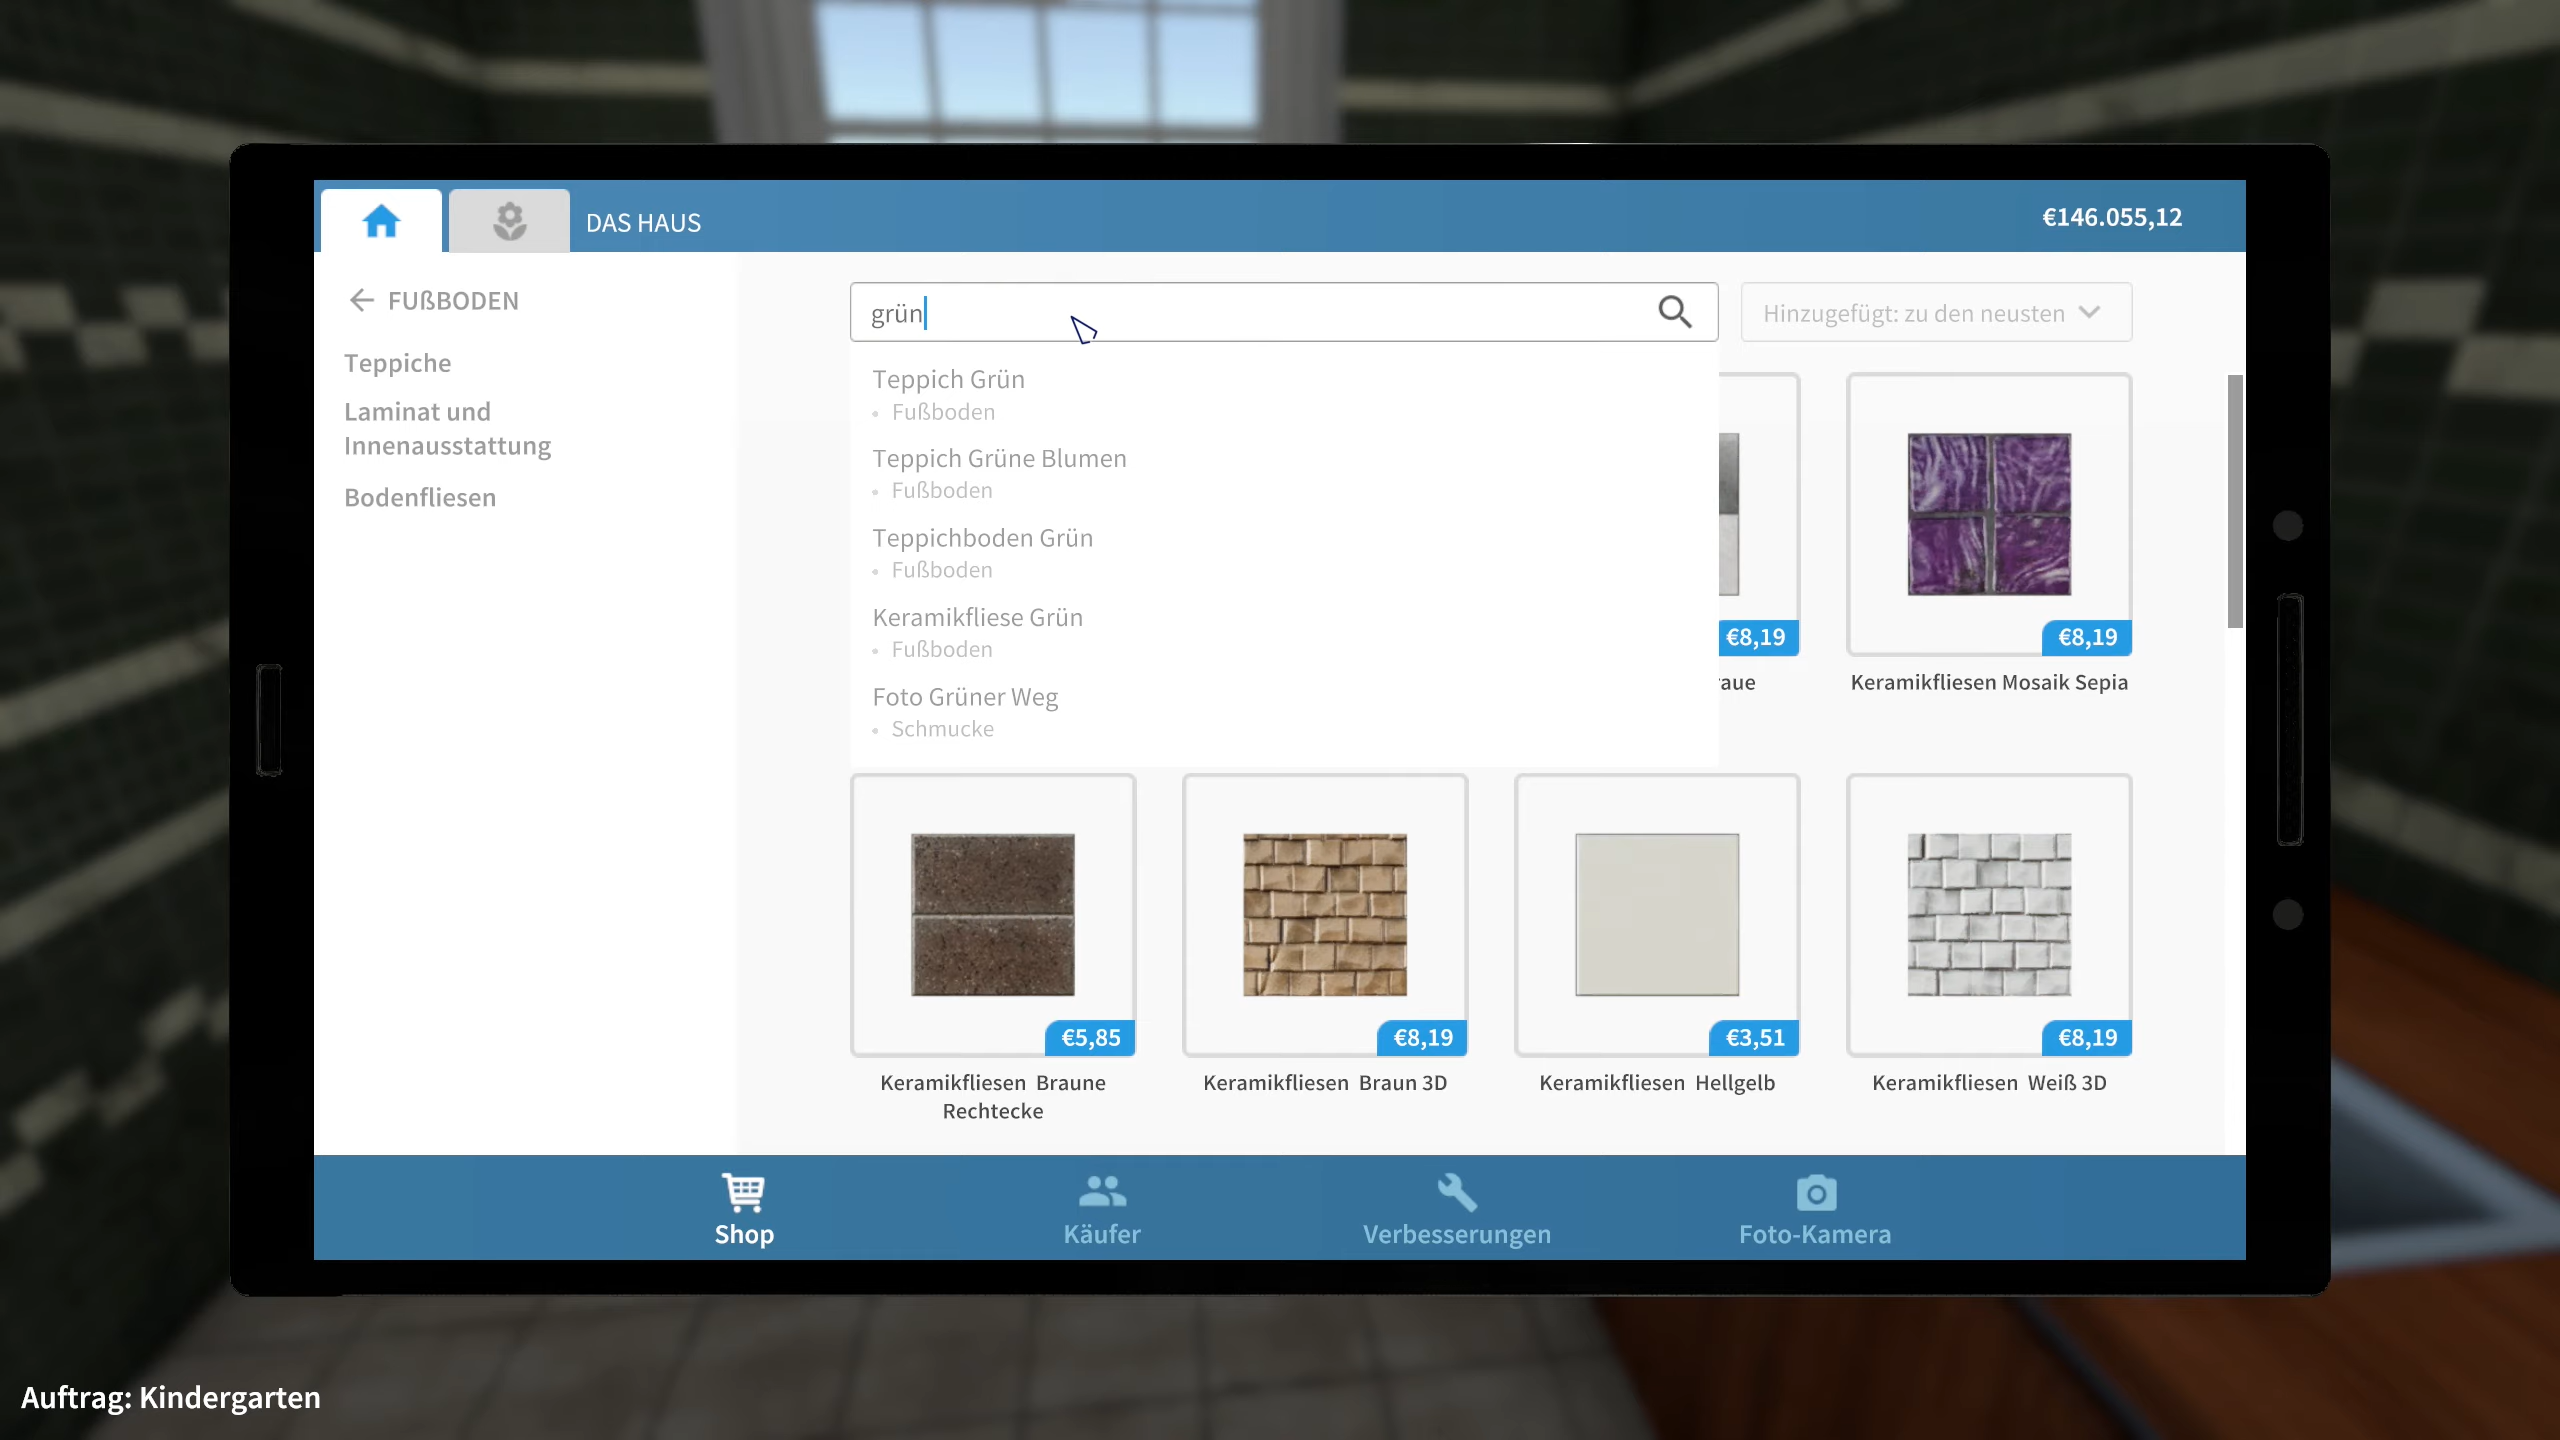 DAS HAUS
€146.055,12
FUßBODEN
Teppiche
Laminat und
Innenausstattung
Bodenfliesen
grün
Hinzugefügt: zu den neusten
Teppich Grün
• Fußboden
Teppich Grüne Blumen
• Fußboden
Teppichboden Grün
• Fußboden
Keramikfliese Grün
• Fußboden
Foto Grüner Weg
• Schmucke
€8,19
€8,19
Keramikfliesen Mosaik Sepia
€5,85
€8,19
€3,51
€8,19
Keramikfliesen Braune
Rechtecke
Keramikfliesen Braun 3D
Keramikfliesen Hellgelb
Keramikfliesen Weiß 3D
Shop
Käufer
Verbesserungen
Foto-Kamera
Auftrag: Kindergarten